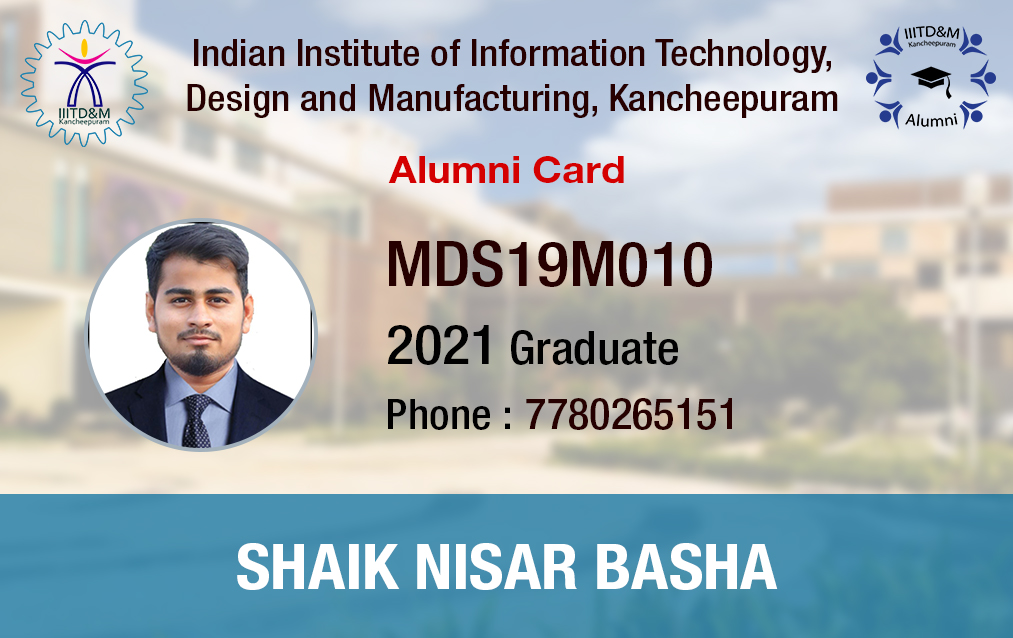 Indian Institute of Information Technology,
Design and Manufacturing, Kancheepuram
IIITD&M
Kancheepuram
IIITD&M
Kancheepuram
Alumni
Alumni Card
MDS19M010
2021 Graduate
Phone : 7780265151
SHAIK NISAR BASHA